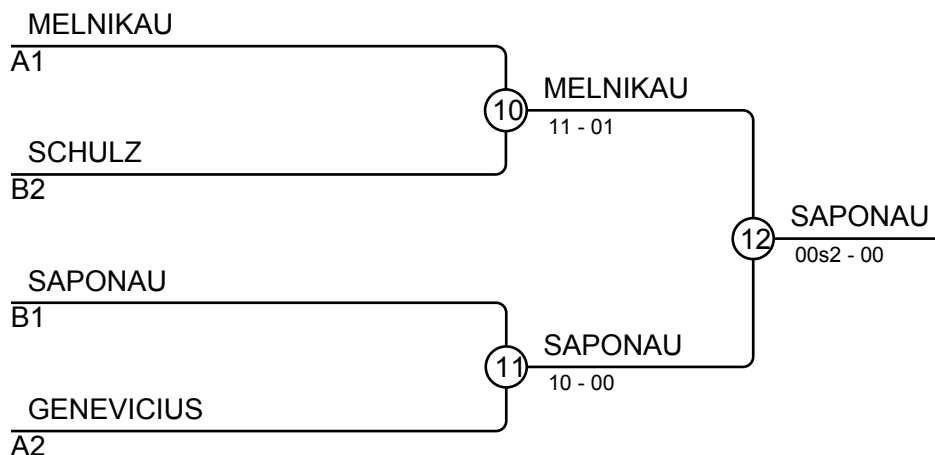 MELNIKAU
A1
10
MELNIKAU
11 - 01
SCHULZ
B2
12
SAPONAU
00s2 - 00
SAPONAU
B1
11
SAPONAU
10 - 00
GENEVICIUS
A2